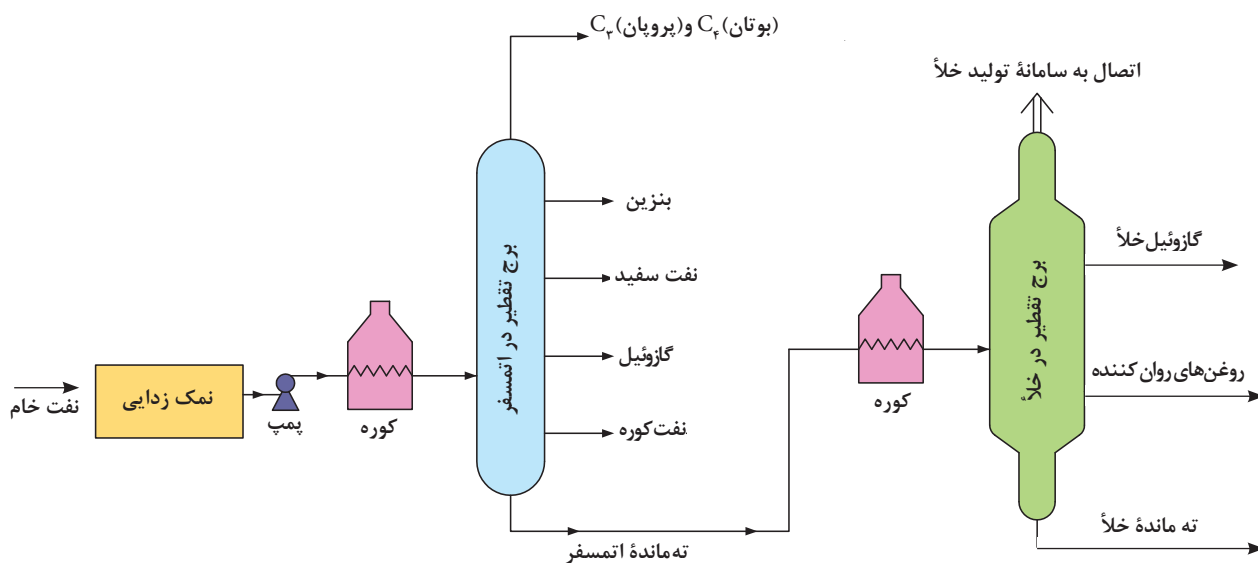 C₃(پروپان) و C₄(بوتان)
اتصال به سامانهٔ تولید خلأ
بنزین
نفت سفید
گازوئیل
نفت کوره
برج تقطیر در اتمسفر
گازوئیل خلأ
روغن‌های روان کننده
برج تقطیر در خلأ
نفت خام
نمک زدایی
پمپ
کوره
کوره
ته‌ماندهٔ اتمسفر
ته ماندهٔ خلأ